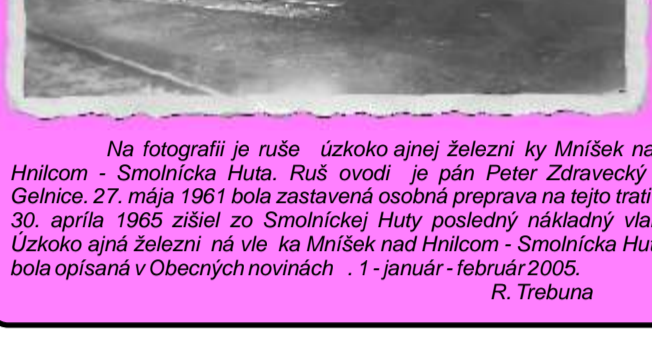 Na fotografii je ruše úzkoko ajnej železni ky Mníšek na
Hnilcom - Smolnícka Huta. Ruš ovodi je pán Peter Zdravecký
Gelnice. 27. mája 1961 bola zastavená osobná preprava na tejto trati
30. apríla 1965 zišiel zo Smolníckej Huty posledný nákladný vla
Úzkoko ajná železni ná vle ka Mníšek nad Hnilcom - Smolnícka Hut
bola opísaná v Obecných novinách . 1 - január - február 2005.
R. Trebuna